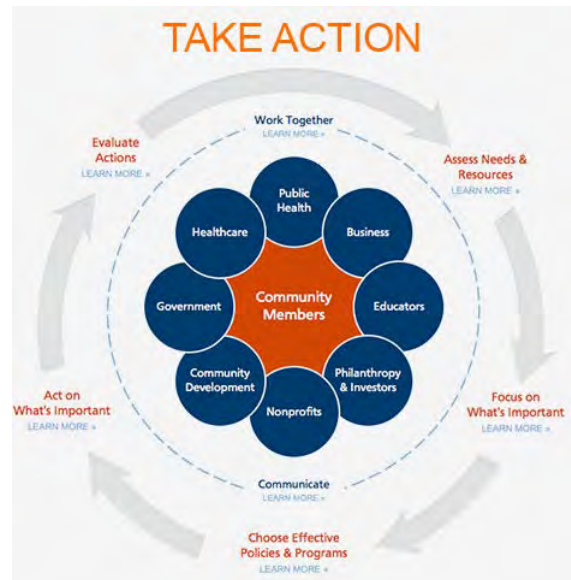 TAKE ACTION
Work Together
LEARN MORE »
Evaluate
Actions
LEARN MORE »
Assess Needs &
Resources
LEARN MORE »
Public
Health
Healthcare
Business
Government
Community
Members
Educators
Community
Development
Philanthropy
& Investors
Nonprofits
Act on
What's Important
LEARN MORE »
Focus on
What's Important
LEARN MORE »
Communicate
LEARN MORE »
Choose Effective
Policies & Programs
LEARN MORE »